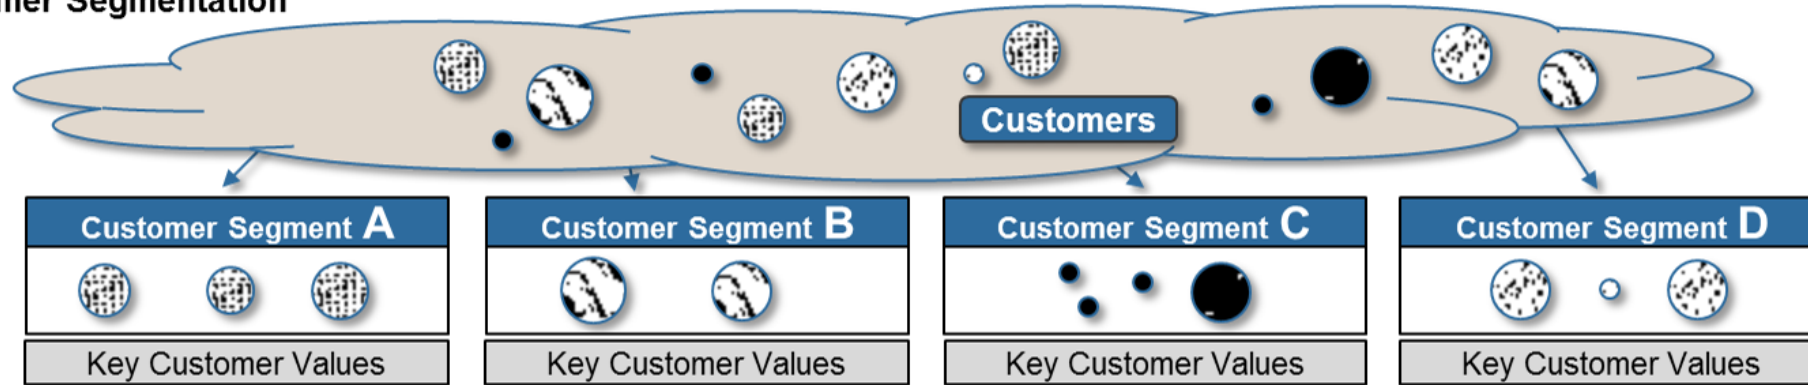 Segmentation
Customers
Customer Segment A
Customer Segment B
Customer Segment C
Customer Segment D
Key Customer Values
Key Customer Values
Key Customer Values
Key Customer Values